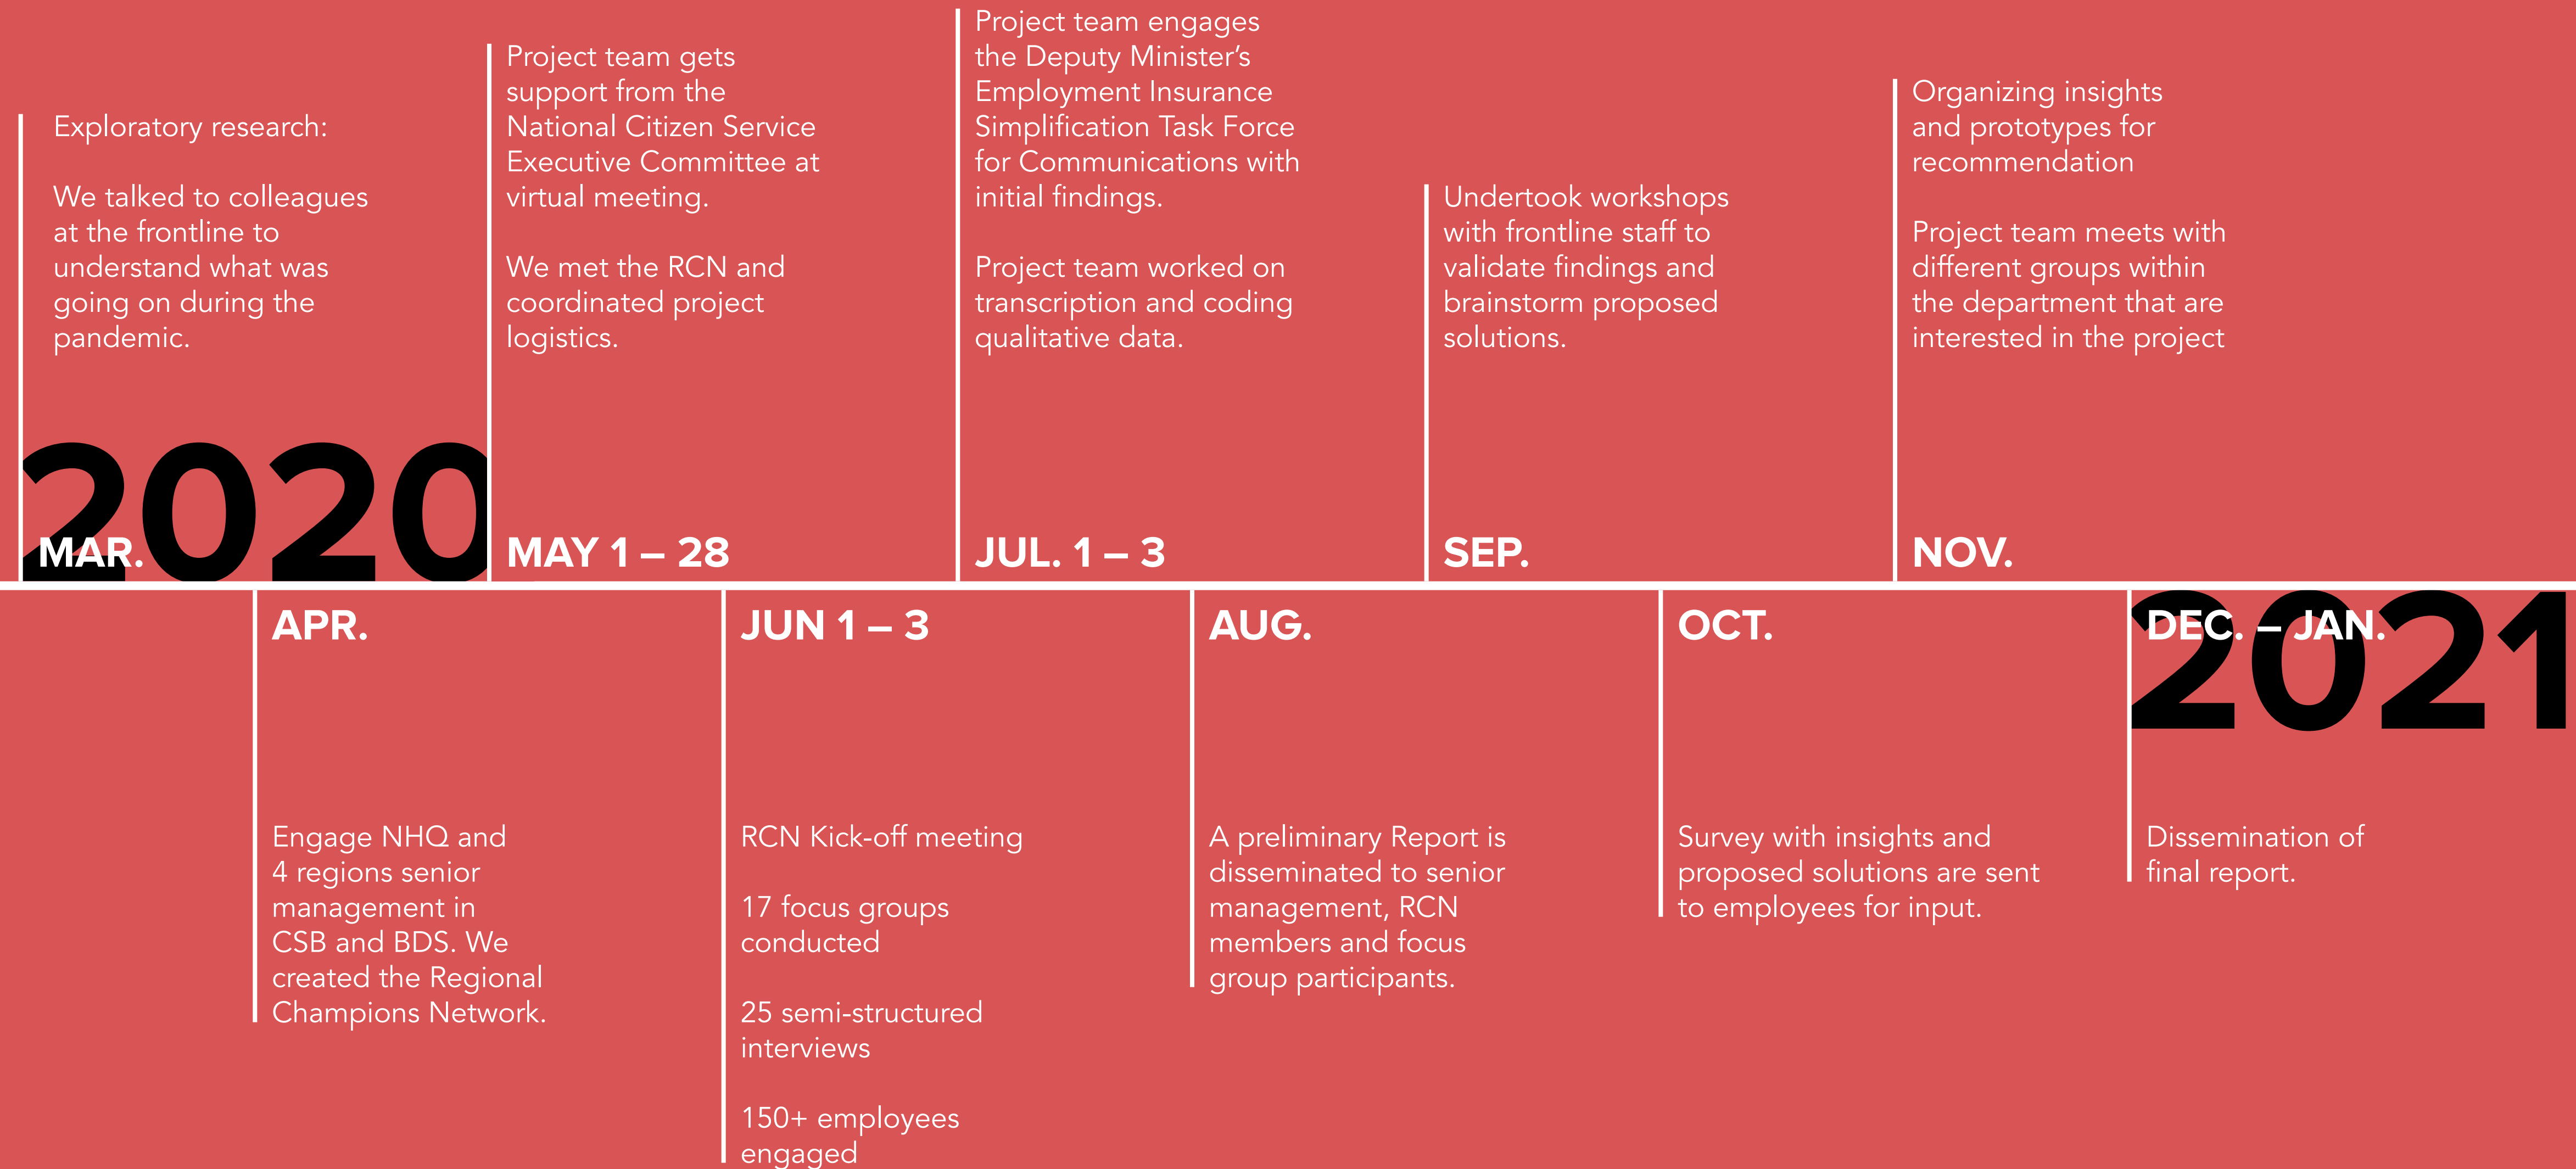 Exploratory research:
We talked to colleagues
at the frontline to
understand what was
going on during the
pandemic.
2020
MAR.
APR.
Engage NHQ and
4 regions senior
management in
CSB and BDS. We
created the Regional
Champions Network.
Project team gets
support from the
National Citizen Service
Executive Committee at
virtual meeting.
We met the RCN and
coordinated project
logistics.
MAY 1 – 28
JUN 1 – 3
RCN Kick-off meeting
17 focus groups
conducted
25 semi-structured
interviews
150+ employees
engaged
Project team engages
the Deputy Minister’s
Employment Insurance
Simplification Task Force
for Communications with
initial findings.
Project team worked on
transcription and coding
qualitative data.
JUL. 1 – 3
AUG.
A preliminary Report is
disseminated to senior
management, RCN
members and focus
group participants.
Undertook workshops
with frontline staff to
validate findings and
brainstorm proposed
solutions.
SEP.
OCT.
Survey with insights and
proposed solutions are sent
to employees for input.
Organizing insights
and prototypes for
recommendation
Project team meets with
different groups within
the department that are
interested in the project
NOV.
DEC. – JAN.
2021
Dissemination of
final report.